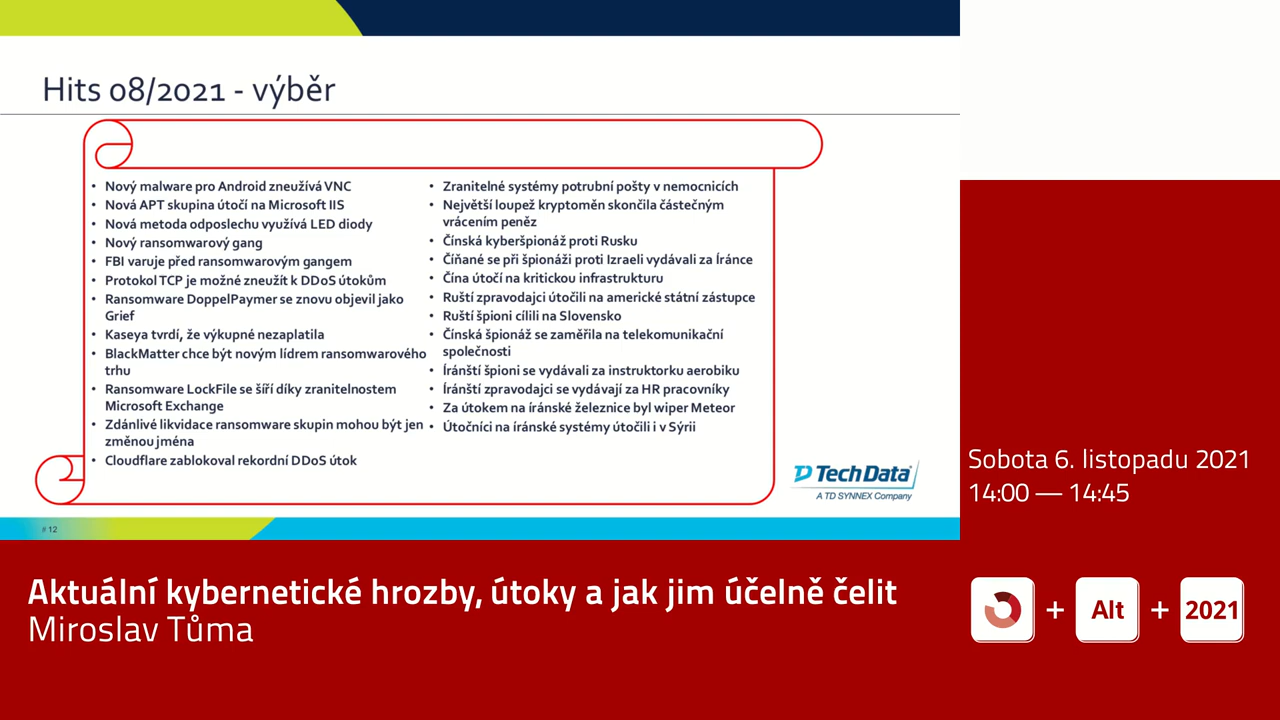 Hits 08/2021 - výběr
• Nový malware pro Android zneužívá VNC
• Nová APT skupina útočí na Microsoft IIS
• Nová metoda odposlechu využívá LED diody
• Nový ransomwarový gang
• FBI varuje před ransomwarovým gangem
• Protokol TCP je možné zneužít k DDoS útokům
• Ransomware DoppelPaymer se znovu objevil jako
Grief
• Kaseya tvrdí, že výkupné nezaplatila
• BlackMatter chce být novým lídrem ransomwarového
trhu
• Ransomware LockFile se šíří díky zranitelnostem
Microsoft Exchange
• Zdánlivé likvidace ransomware skupin mohou být jen
změnou jména
• Cloudflare zablokoval rekordní DDoS útok
• Zranitelné systémy potrubní pošty v nemocnicích
• Největší loupež kryptoměn skončila částečným
vrácením peněz
• Čínská kyberšpionáž proti Rusku
• Číňané se při špionáži proti Izraeli vydávali za Íránce
• Čína útočí na kritickou infrastrukturu
• Ruští zpravodajci útočili na americké státní zástupce
• Ruští špioni cílili na Slovensko
• Čínská špionáž se zaměřila na telekomunikační
společnosti
• Íránští špioni se vydávali za instruktorku aerobiku
• Íránští zpravodajci se vydávají za HR pracovníky
• Za útokem na íránské železnice byl wiper Meteor
• Útočníci na íránské systémy útočili i v Sýrii
TechData
A TD SYNNEX Company
# 12
Sobota 6. listopadu 2021
14:00 — 14:45
Aktuální kybernetické hrozby, útoky a jak jim účelně čelit
Miroslav Tůma
+ Alt + 2021